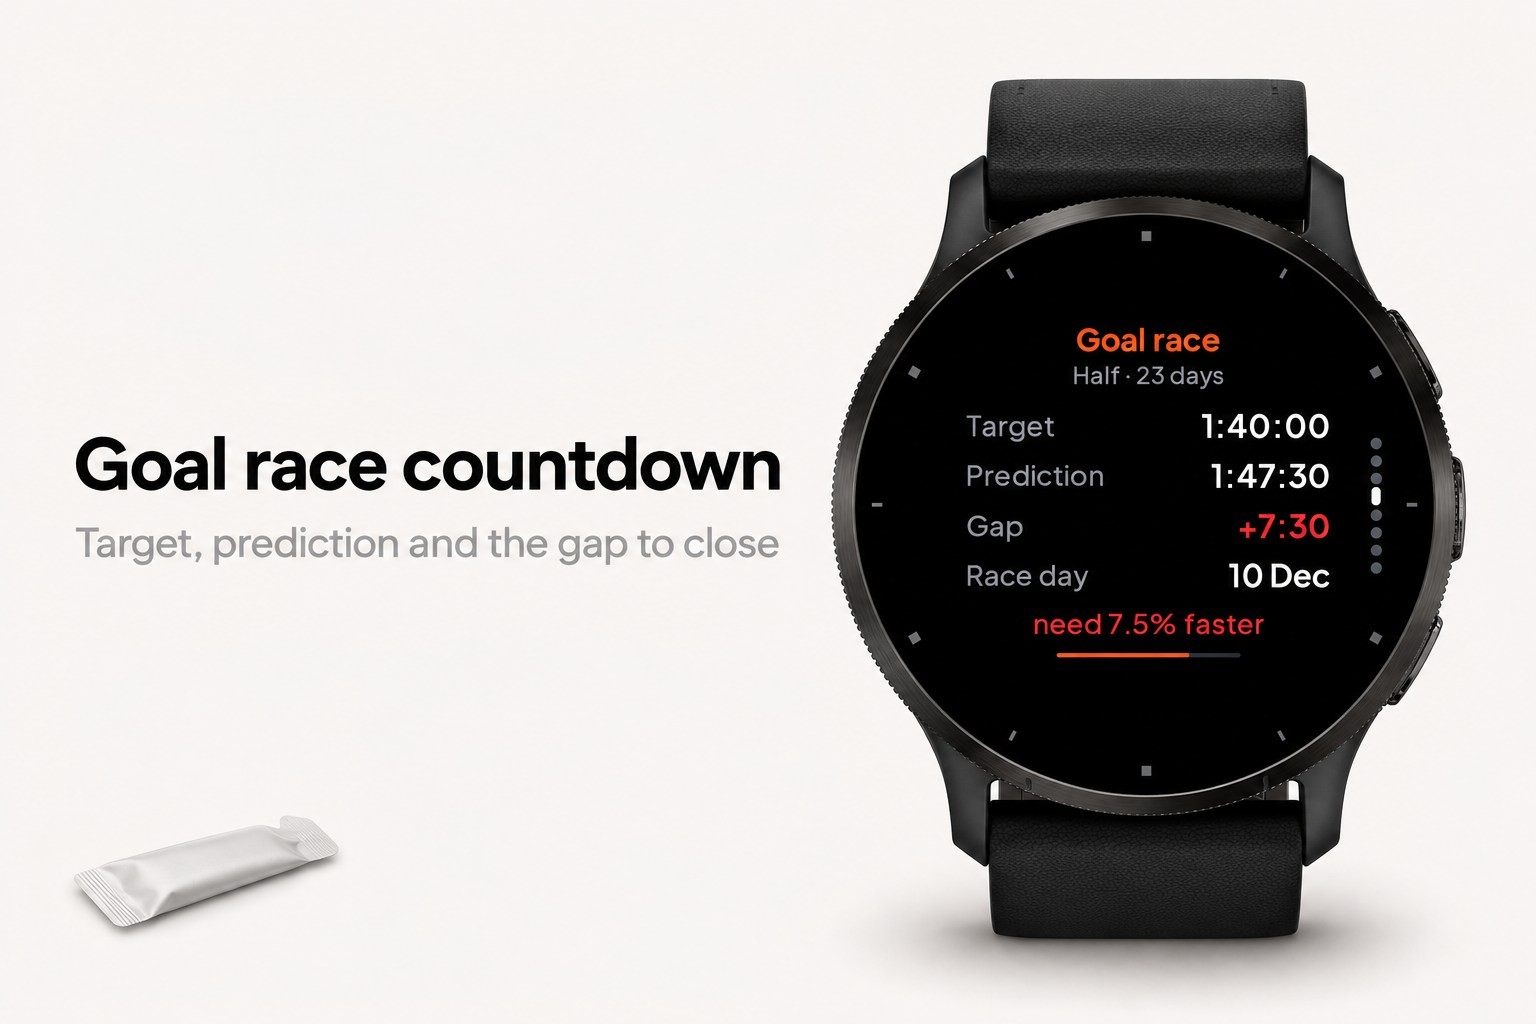 Goal race countdown
Target, prediction and the gap to close
Goal race
Half · 23 days
Target 1:40:00
Prediction 1:47:30
Gap +7:30
Race day 10 Dec
need 7.5% faster